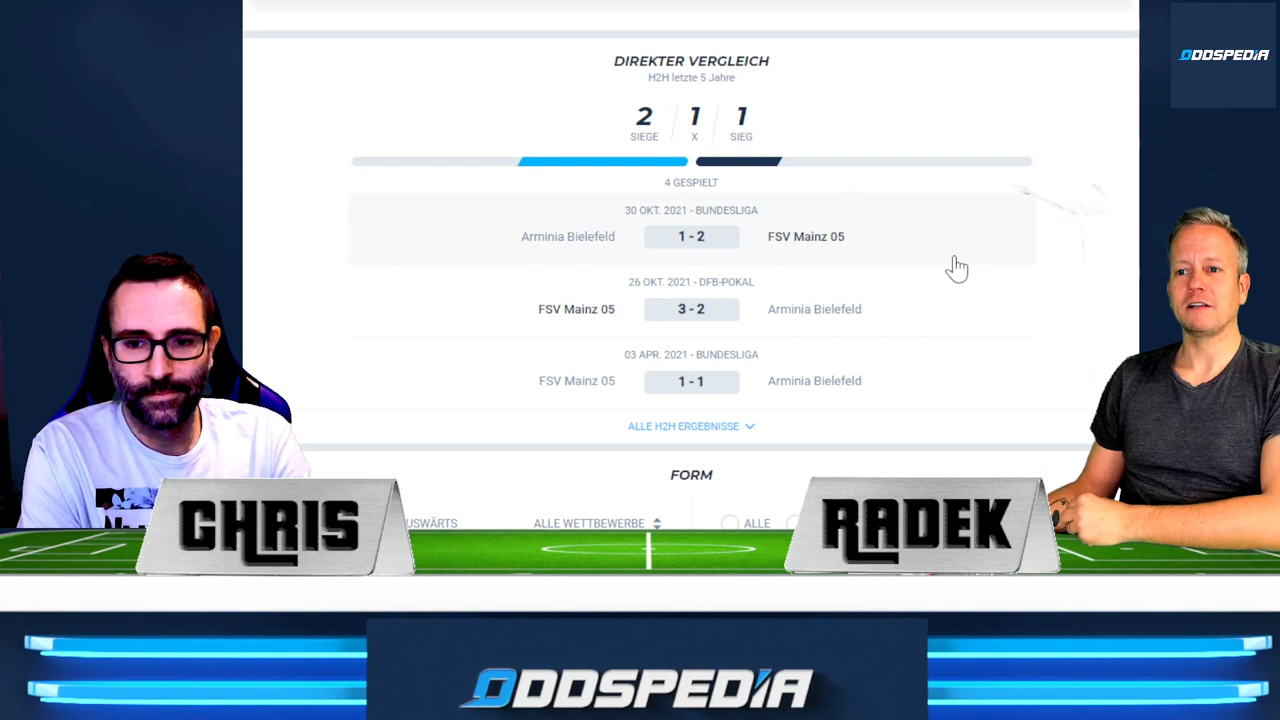 DIREKTER VERGLEICH
ODDSPEDIA
H2H letzte 5 Jahre
2 / 1 / 1
SIEGE X SIEG
4 GESPIELT
30 OKT. 2021 - BUNDESLIGA
Arminia Bielefeld 1 - 2 FSV Mainz 05
26 OKT. 2021 - DFB-POKAL
FSV Mainz 05 3 - 2 Arminia Bielefeld
03 APR. 2021 - BUNDESLIGA
FSV Mainz 05 1 - 1 Arminia Bielefeld
ALLE H2H ERGEBNISSE
FORM
USWÄRTS ALLE WETTBEWERBE ALLE
CHRIS
RADEK
ODDSPEDIA